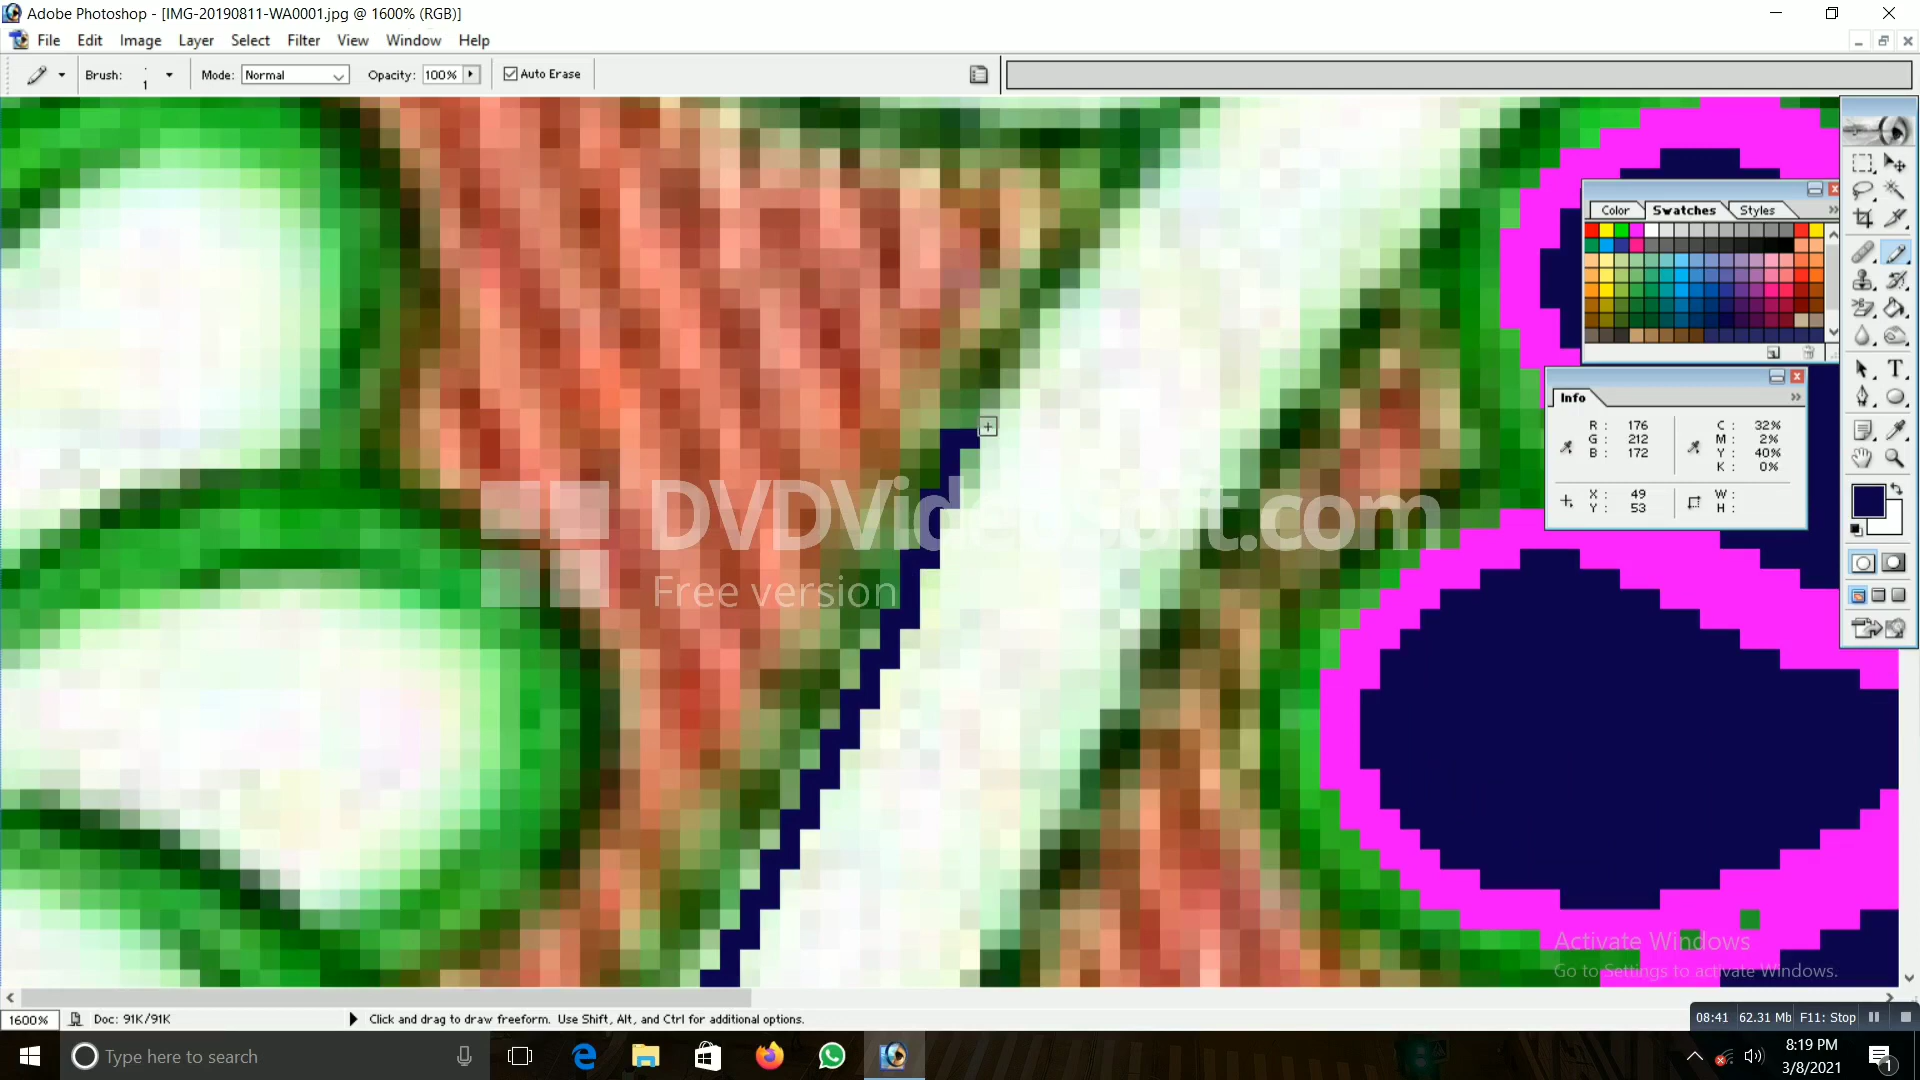 Adobe Photoshop - [IMG-20190811-WA0001.jpg @ 1600% (RGB)]
File Edit Image Layer Select Filter View Window Help
Brush: 1 Mode: Normal Opacity: 100% Auto Erase
Color Swatches Styles
Info
R : 176 C : 32%
G : 212 M : 2%
B : 172 Y : 40%
K : 0%
X : 49 W :
Y : 53 H :
DVDVideoSoft.com
Free version
Activate Windows
Go to Settings to activate Windows.
1600% Doc: 91K/91K Click and drag to draw freeform. Use Shift, Alt, and Ctrl for additional options.
08:41 62.31 Mb F11: Stop
Type here to search
8:19 PM
3/8/2021
1